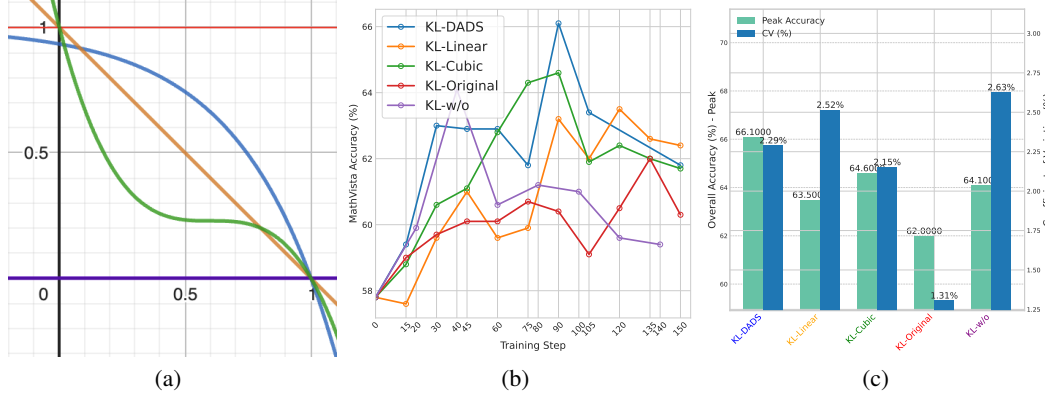 1
0.5
0
0.5
1
(a)
66
64
62
60
58
MathVista Accuracy (%)
KL-DADS
KL-Linear
KL-Cubic
KL-Original
KL-w/o
0
15
20
30
40
45
60
75
80
90
100
105
120
135
140
150
Training Step
(b)
Peak Accuracy
CV (%)
70
68
66
64
62
60
Overall Accuracy (%) - Peak
66.1000
2.29%
63.500
2.52%
64.600
2.15%
62.0000
1.31%
64.100
2.63%
3.00
2.75
2.50
2.25
2.00
1.75
1.50
1.25
KL-DADS
KL-Linear
KL-Cubic
KL-Original
KL-w/o
(c)